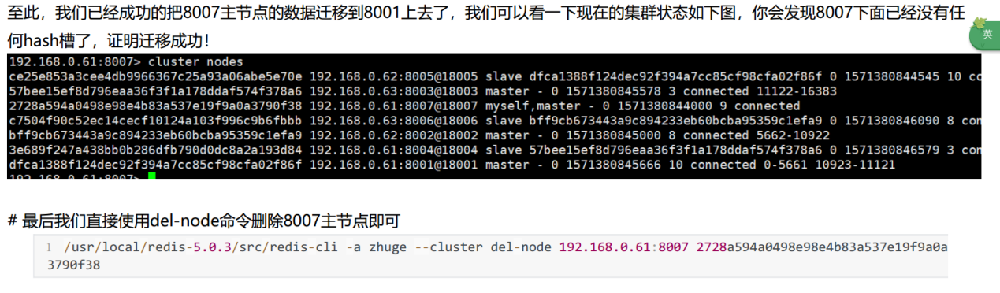 至此，我们已经成功的把8007主节点的数据迁移到8001上去了，我们可以看一下现在的集群状态如下图，你会发现8007下面已经没有任
何hash槽了，证明迁移成功！
英
192.168.0.61:8007> cluster nodes
ce25e853a3cee4db9966367c25a93a06abe5e70e 192.168.0.62:8005@18005 slave dfca1388f124dec92f394a7cc85cf98cfa02f86f 0 1571380844545 10 co
57bee15ef8d796eaa36f3f1a178ddaf574f378a6 192.168.0.63:8003@18003 master - 0 1571380845578 3 connected 11122-16383
2728a594a0498e98e4b83a537e19f9a0a3790f38 192.168.0.61:8007@18007 myself,master - 0 1571380844000 9 connected
c7504f90c52ec14cecf10124a103f996c9b6fbbb 192.168.0.63:8006@18006 slave bff9cb673443a9c894233eb60bcba95359c1efa9 0 1571380846090 8 con
bff9cb673443a9c894233eb60bcba95359c1efa9 192.168.0.62:8002@18002 master - 0 1571380845000 8 connected 5662-10922
3e689f247a438bb0b286dfb790d0dc8a2a193d84 192.168.0.61:8004@18004 slave 57bee15ef8d796eaa36f3f1a178ddaf574f378a6 0 1571380846579 3 con
dfca1388f124dec92f394a7cc85cf98cfa02f86f 192.168.0.61:8001@18001 master - 0 1571380845666 10 connected 0-5661 10923-11121
192.168.0.61:8007>
# 最后我们直接使用del-node命令删除8007主节点即可
1 /usr/local/redis-5.0.3/src/redis-cli -a zhuge --cluster del-node 192.168.0.61:8007 2728a594a0498e98e4b83a537e19f9a0a
3790f38